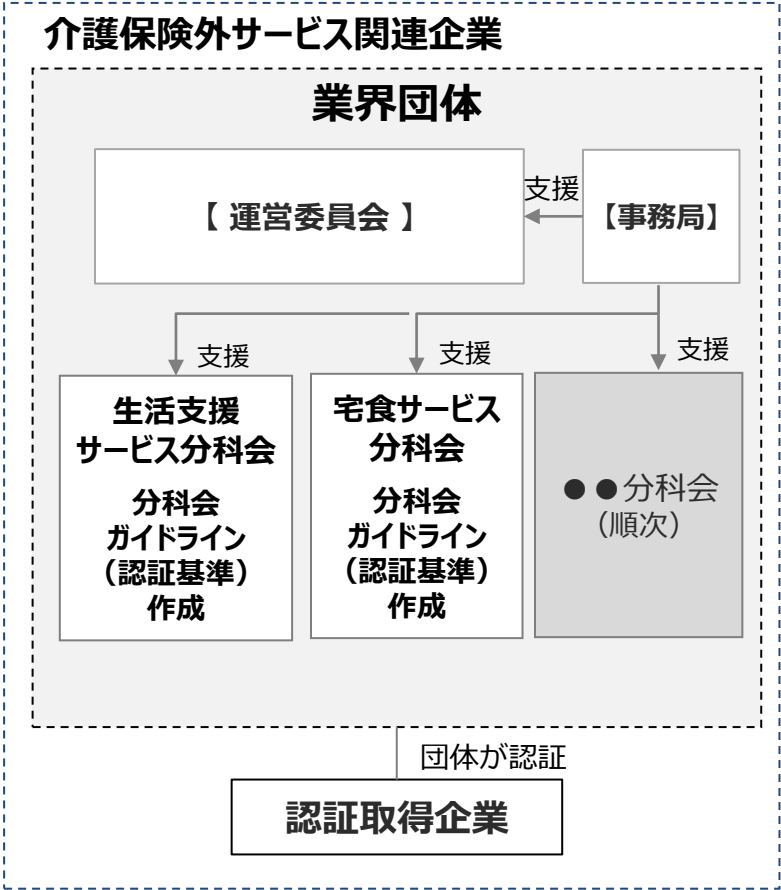 介護保険外サービス関連企業
業界団体
【 運営委員会 】
支援
【事務局】
支援
支援
支援
生活支援
サービス分科会
分科会
ガイドライン
（認証基準）
作成
宅食サービス
分科会
分科会
ガイドライン
（認証基準）
作成
●●分科会
（順次）
団体が認証
認証取得企業